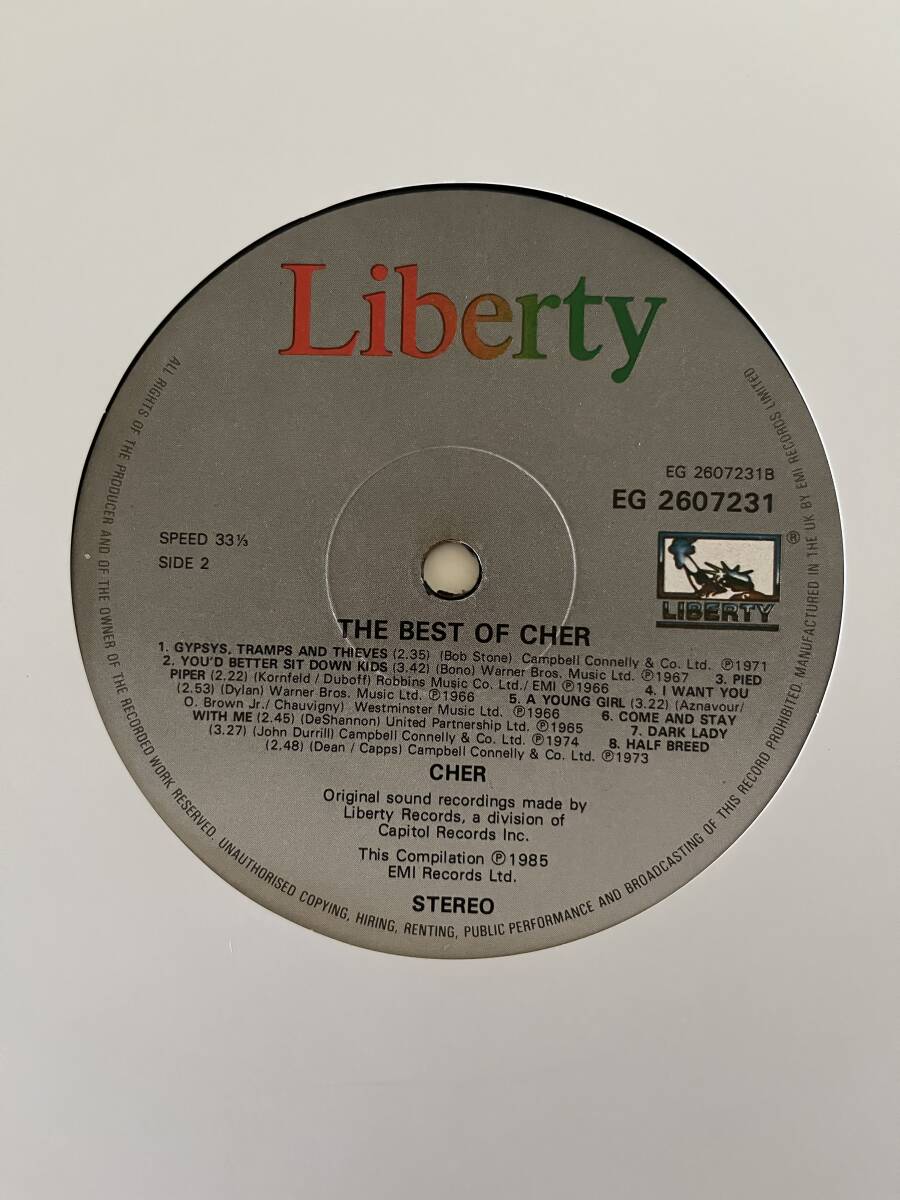 Liberty
EG 2607231B
EG 2607231
SPEED 33⅓
SIDE 2
®
LIBERTY
THE BEST OF CHER
1. GYPSYS, TRAMPS AND THIEVES (2.35) (Bob Stone) Campbell Connelly & Co. Ltd. ℗1971
2. YOU'D BETTER SIT DOWN KIDS (3.42) (Bono) Warner Bros. Music Ltd. ℗1967 3. PIED
PIPER (2.22) (Kornfeld / Duboff) Robbins Music Co. Ltd./ EMI ℗1966 4. I WANT YOU
(2.53) (Dylan) Warner Bros. Music Ltd. ℗1966 5. A YOUNG GIRL (3.22) (Aznavour/
O. Brown Jr./ Chauvigny) Westminster Music Ltd. ℗1966 6. COME AND STAY
WITH ME (2.45) (DeShannon) United Partnership Ltd. ℗1965 7. DARK LADY
(3.27) (John Durrill) Campbell Connelly & Co. Ltd. ℗1974 8. HALF BREED
(2.48) (Dean / Capps) Campbell Connelly & Co. Ltd. ℗1973
CHER
Original sound recordings made by
Liberty Records, a division of
Capitol Records Inc.
This Compilation ℗1985
EMI Records Ltd.
STEREO
ALL RIGHTS OF THE PRODUCER AND OF THE OWNER OF THE RECORDED WORK RESERVED. UNAUTHORISED COPYING, HIRING, RENTING, PUBLIC PERFORMANCE AND BROADCASTING OF THIS RECORD PROHIBITED. MANUFACTURED IN THE UK BY EMI RECORDS LIMITED